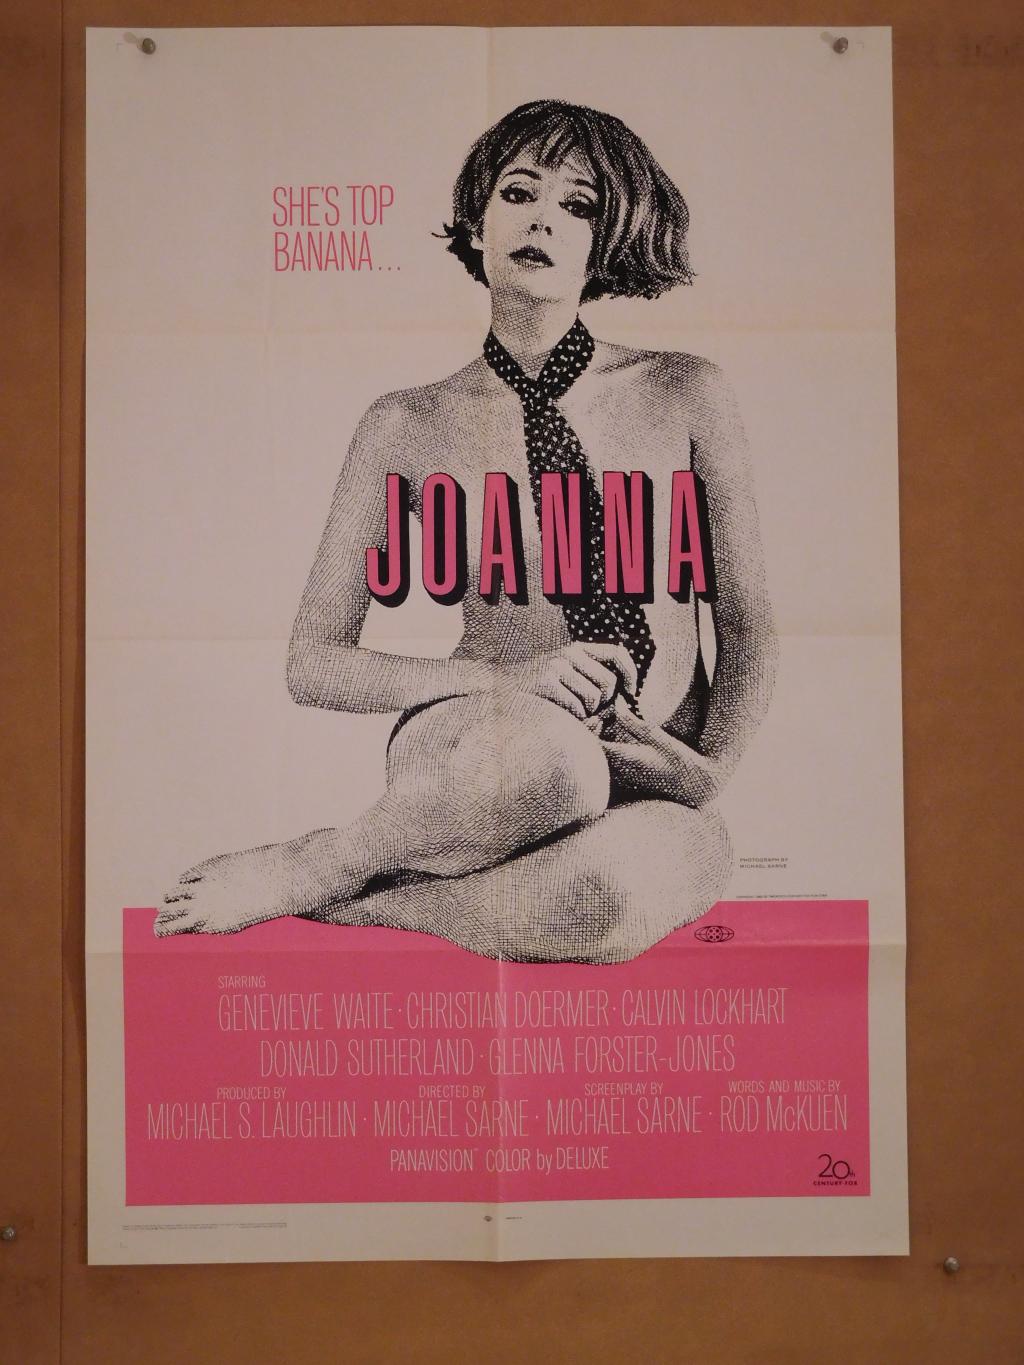 SHE'S TOP
BANANA...
JOANNA
PHOTOGRAPH BY
MICHAEL SARNE
STARRING
GENEVIEVE WAITE · CHRISTIAN DOERMER · CALVIN LOCKHART
DONALD SUTHERLAND · GLENNA FORSTER-JONES
PRODUCED BY DIRECTED BY SCREENPLAY BY WORDS AND MUSIC BY
MICHAEL S. LAUGHLIN · MICHAEL SARNE · MICHAEL SARNE · ROD McKUEN
PANAVISION® COLOR by DELUXE
20th
CENTURY-FOX